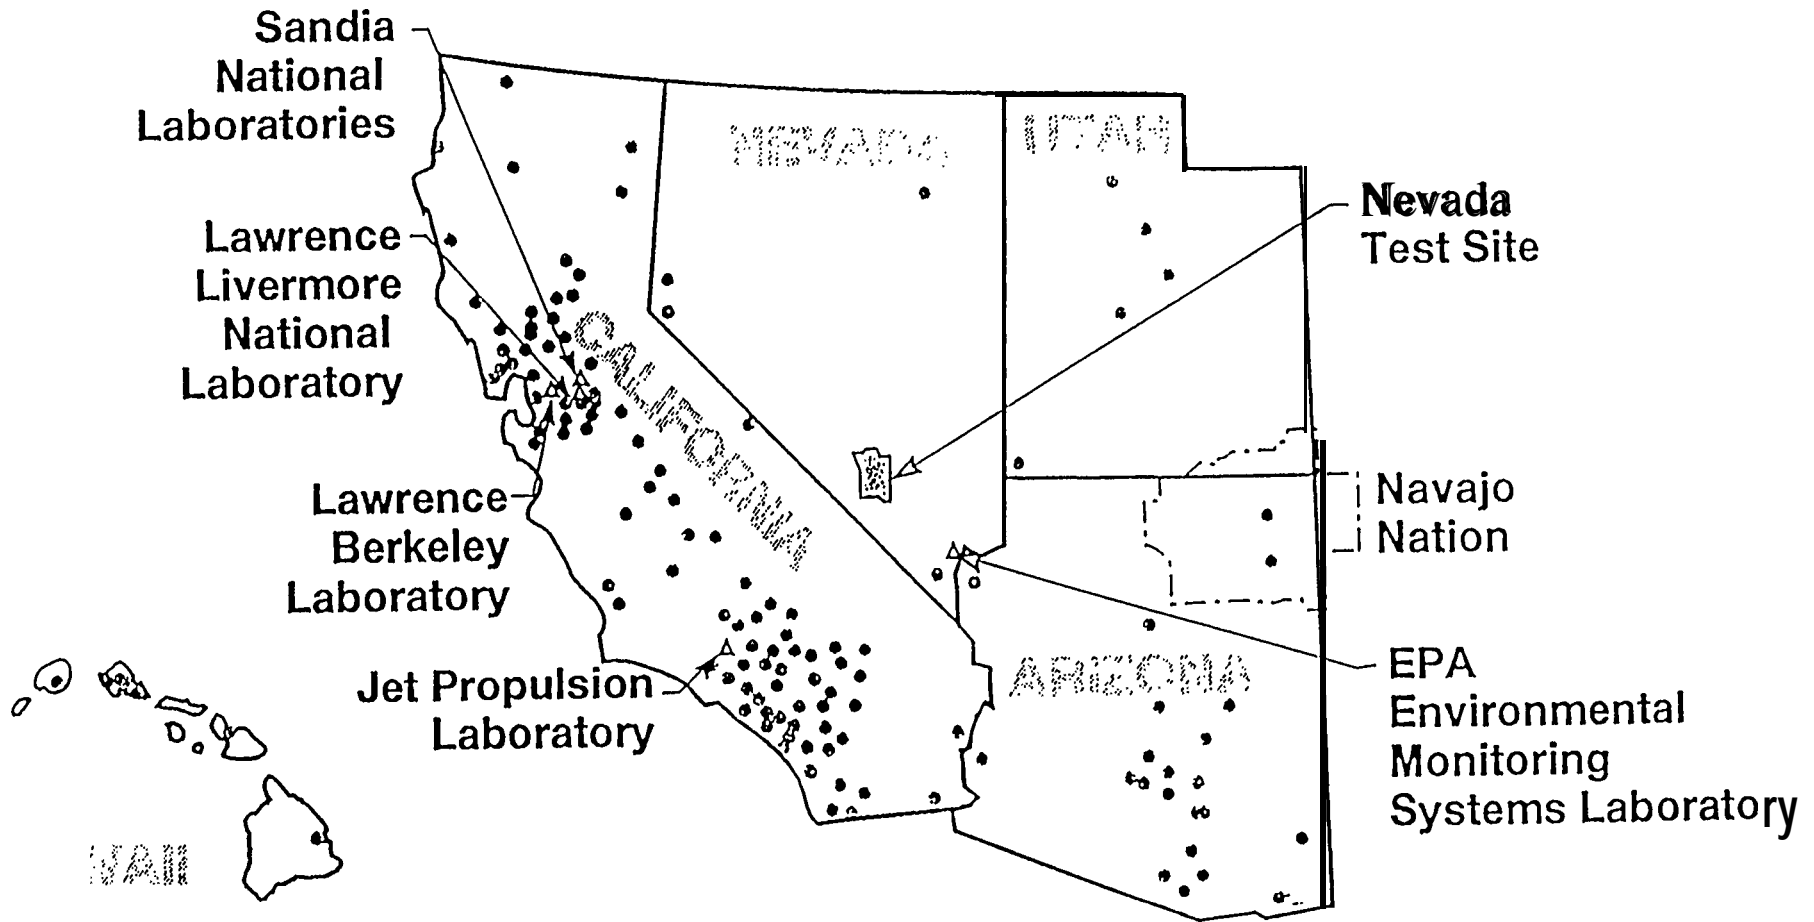 Sandia
National
Laboratories
NEVADA
UTAH
Nevada
Test Site
Lawrence
Livermore
National
Laboratory
CALIFORNIA
Lawrence
Berkeley
Laboratory
Navajo
Nation
Jet Propulsion
Laboratory
ARIZONA
EPA
Environmental
Monitoring
Systems Laboratory
WAII